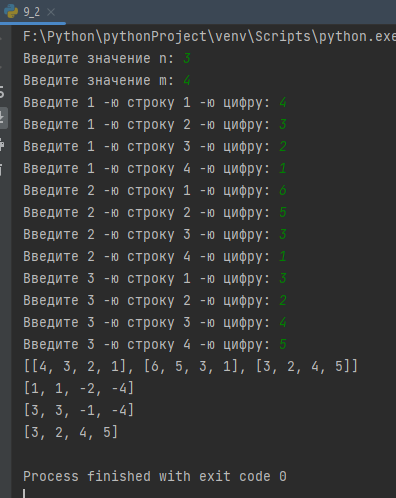 9_2
F:\Python\pythonProject\venv\Scripts\python.exe
Введите значение n: 3
Введите значение m: 4
Введите 1 -ю строку 1 -ю цифру: 4
Введите 1 -ю строку 2 -ю цифру: 3
Введите 1 -ю строку 3 -ю цифру: 2
Введите 1 -ю строку 4 -ю цифру: 1
Введите 2 -ю строку 1 -ю цифру: 6
Введите 2 -ю строку 2 -ю цифру: 5
Введите 2 -ю строку 3 -ю цифру: 3
Введите 2 -ю строку 4 -ю цифру: 1
Введите 3 -ю строку 1 -ю цифру: 3
Введите 3 -ю строку 2 -ю цифру: 2
Введите 3 -ю строку 3 -ю цифру: 4
Введите 3 -ю строку 4 -ю цифру: 5
[[4, 3, 2, 1], [6, 5, 3, 1], [3, 2, 4, 5]]
[1, 1, -2, -4]
[3, 3, -1, -4]
[3, 2, 4, 5]
Process finished with exit code 0